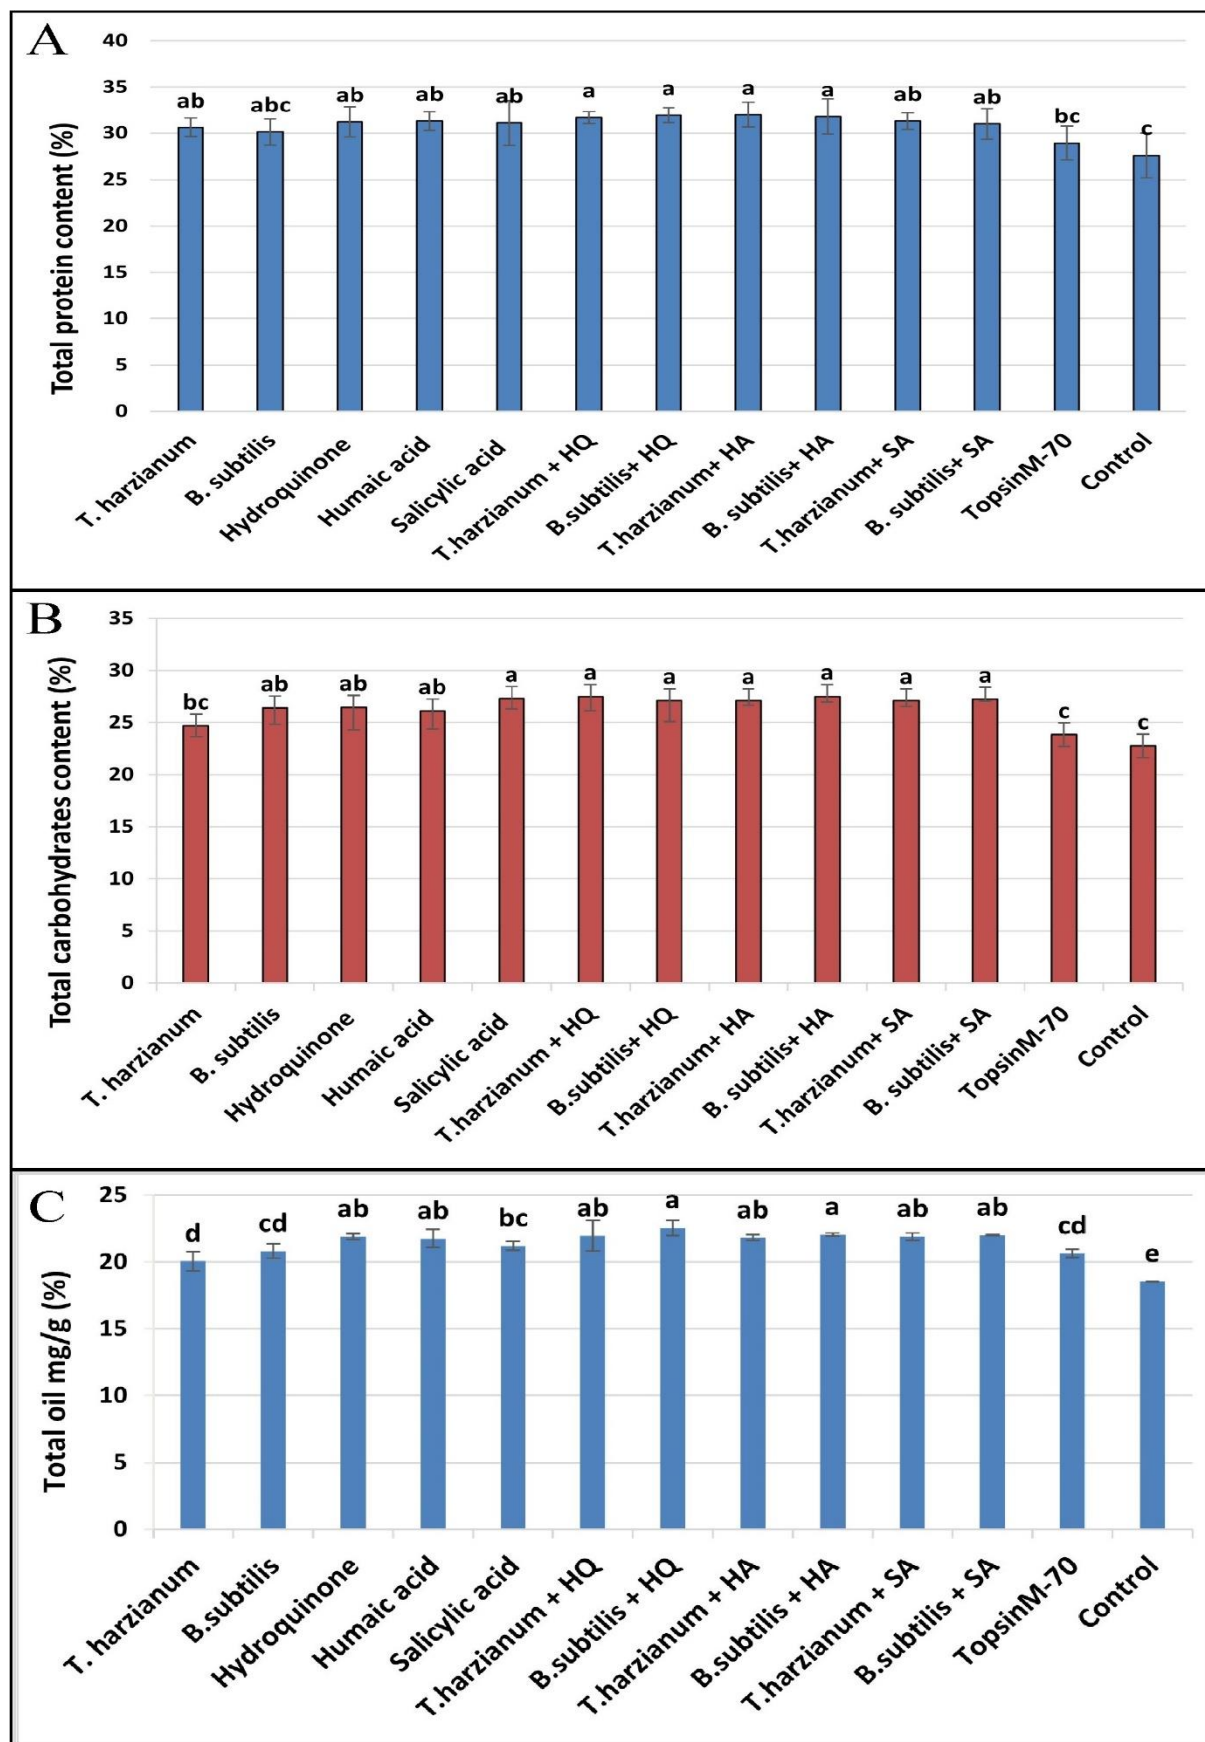 A
Total protein content (%)
40
35
30
25
20
15
10
5
0
ab
abc
ab
ab
ab
a
a
a
a
ab
ab
bc
c
T. harzianum
B. subtilis
Hydroquinone
Humaic acid
Salicylic acid
T.harzianum + HQ
B.subtilis+ HQ
T.harzianum+ HA
B. subtilis+ HA
T.harzianum+ SA
B. subtilis+ SA
TopsinM-70
Control
B
Total carbohydrates content (%)
35
30
25
20
15
10
5
0
bc
ab
ab
ab
a
a
a
a
a
a
a
c
c
T. harzianum
B. subtilis
Hydroquinone
Humaic acid
Salicylic acid
T.harzianum + HQ
B.subtilis+ HQ
T.harzianum+ HA
B. subtilis+ HA
T.harzianum+ SA
B. subtilis+ SA
TopsinM-70
Control
C
Total oil mg/g (%)
25
20
15
10
5
0
d
cd
ab
ab
bc
ab
a
ab
a
ab
ab
cd
e
T. harzianum
B.subtilis
Hydroquinone
Humaic acid
Salicylic acid
T.harzianum + HQ
B.subtilis + HQ
T.harzianum + HA
B.subtilis + HA
T.harzianum + SA
B.subtilis + SA
TopsinM-70
Control